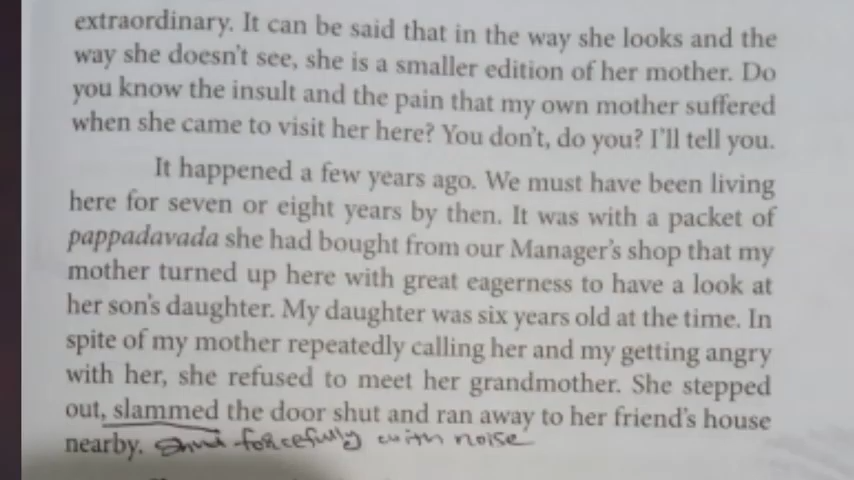 extraordinary. It can be said that in the way she looks and the
way she doesn't see, she is a smaller edition of her mother. Do
you know the insult and the pain that my own mother suffered
when she came to visit her here? You don't, do you? I'll tell you.
It happened a few years ago. We must have been living
here for seven or eight years by then. It was with a packet of
pappadavada she had bought from our Manager's shop that my
mother turned up here with great eagerness to have a look at
her son's daughter. My daughter was six years old at the time. In
spite of my mother repeatedly calling her and my getting angry
with her, she refused to meet her grandmother. She stepped
out, slammed the door shut and ran away to her friend's house
nearby. shut forcefully with noise